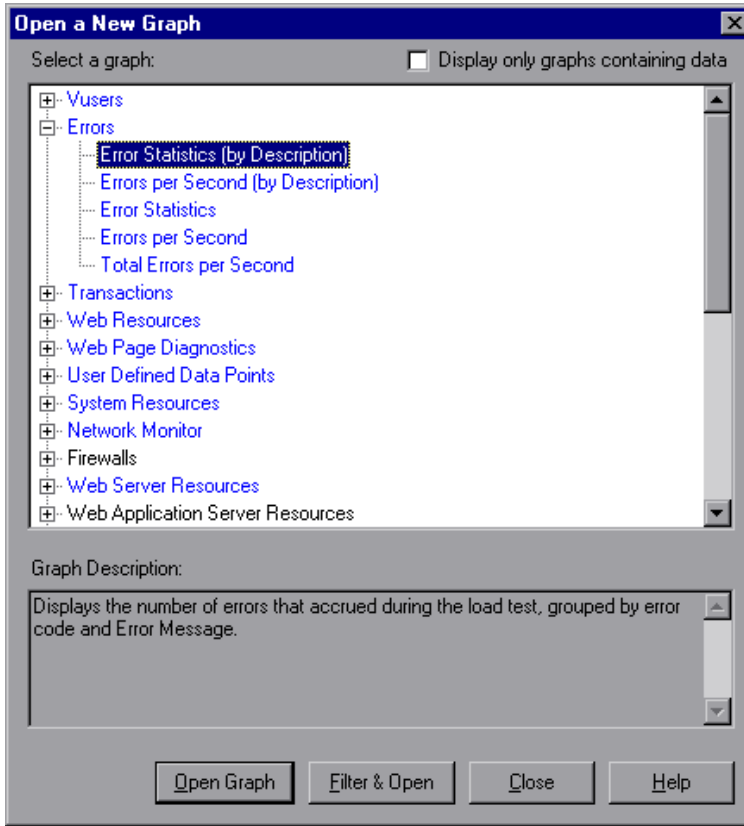 Open a New Graph
Select a graph:
Display only graphs containing data
Vusers
Errors
Error Statistics (by Description)
Errors per Second (by Description)
Error Statistics
Errors per Second
Total Errors per Second
Transactions
Web Resources
Web Page Diagnostics
User Defined Data Points
System Resources
Network Monitor
Firewalls
Web Server Resources
Web Application Server Resources
Graph Description:
Displays the number of errors that accrued during the load test, grouped by error
code and Error Message.
Open Graph
Filter & Open
Close
Help